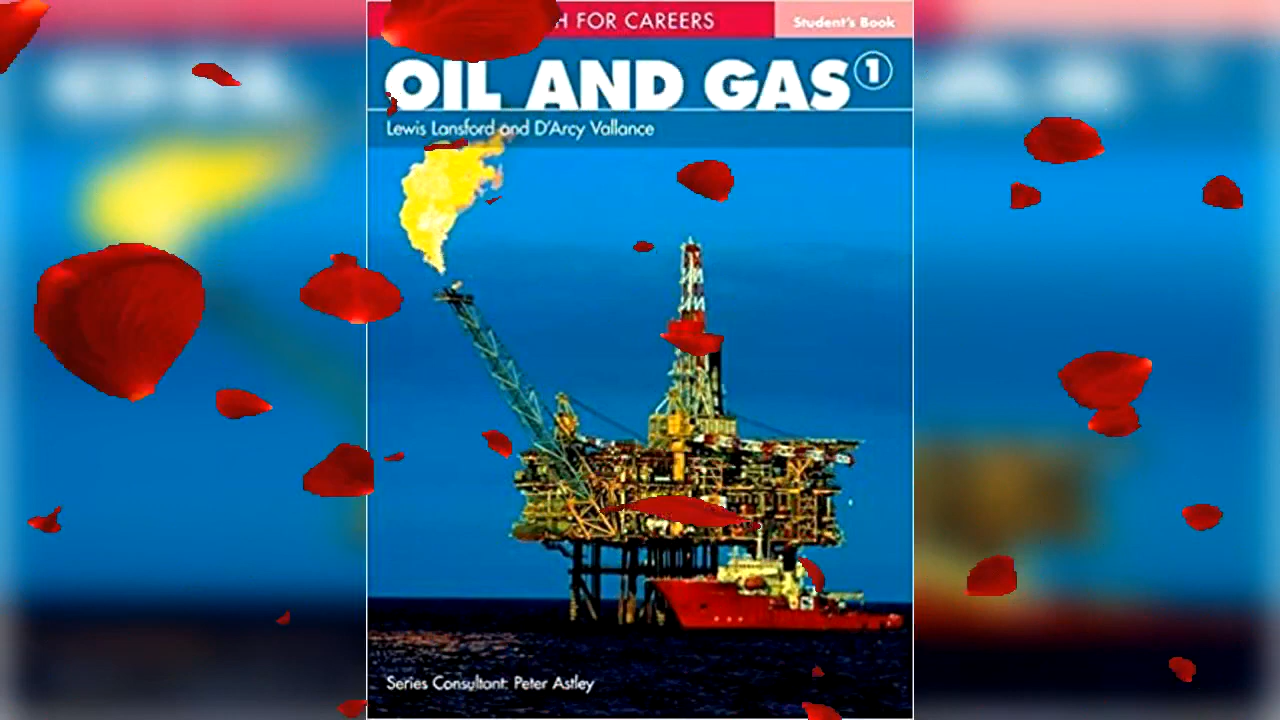 H FOR CAREERS
Student's Book
OIL AND GAS 1
Lewis Lansford and D'Arcy Vallance
Series Consultant: Peter Astley